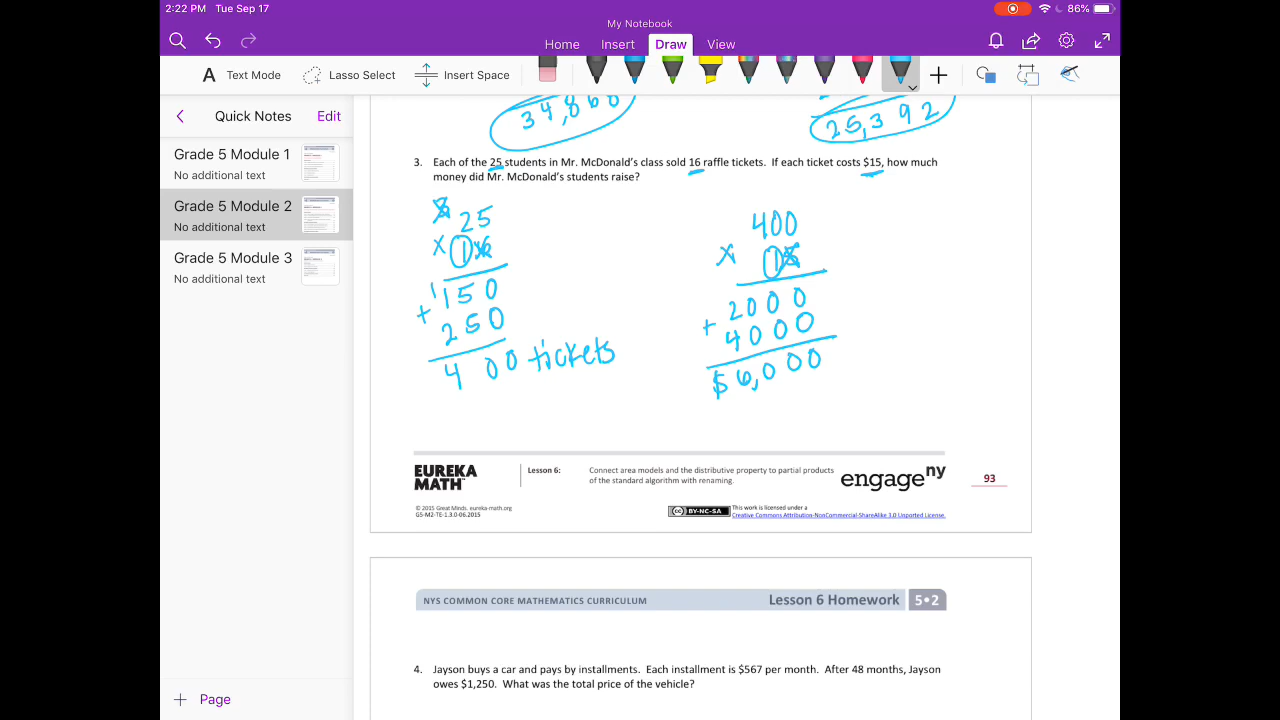 2:22 PM Tue Sep 17
86%
My Notebook
Home Insert Draw View
Text Mode Lasso Select Insert Space
Quick Notes Edit
Grade 5 Module 1
No additional text
Grade 5 Module 2
No additional text
Grade 5 Module 3
No additional text
Page
34,860
25,392
3. Each of the 25 students in Mr. McDonald's class sold 16 raffle tickets. If each ticket costs $15, how much
money did Mr. McDonald's students raise?
25
x 16
1
150
+ 250
400 tickets
400
x 15
2000
+ 4000
$6,000
EUREKA
MATH™
Lesson 6:
Connect area models and the distributive property to partial products
of the standard algorithm with renaming.
engageny
93
© 2015 Great Minds. eureka-math.org
G5-M2-TE-1.3.0-06.2015
CC BY-NC-SA
This work is licensed under a
Creative Commons Attribution-NonCommercial-ShareAlike 3.0 Unported License.
NYS COMMON CORE MATHEMATICS CURRICULUM
Lesson 6 Homework 5•2
4. Jayson buys a car and pays by installments. Each installment is $567 per month. After 48 months, Jayson
owes $1,250. What was the total price of the vehicle?